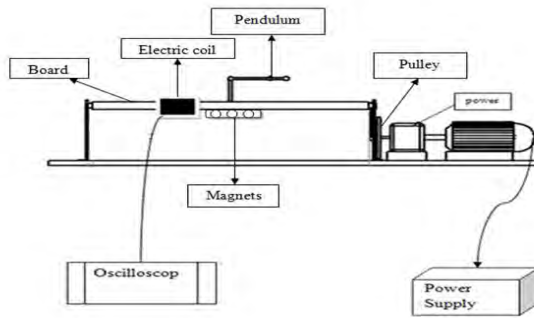 Pendulum
Electric coil
Board
Pulley
power
Magnets
Oscilloscop
Power
Supply